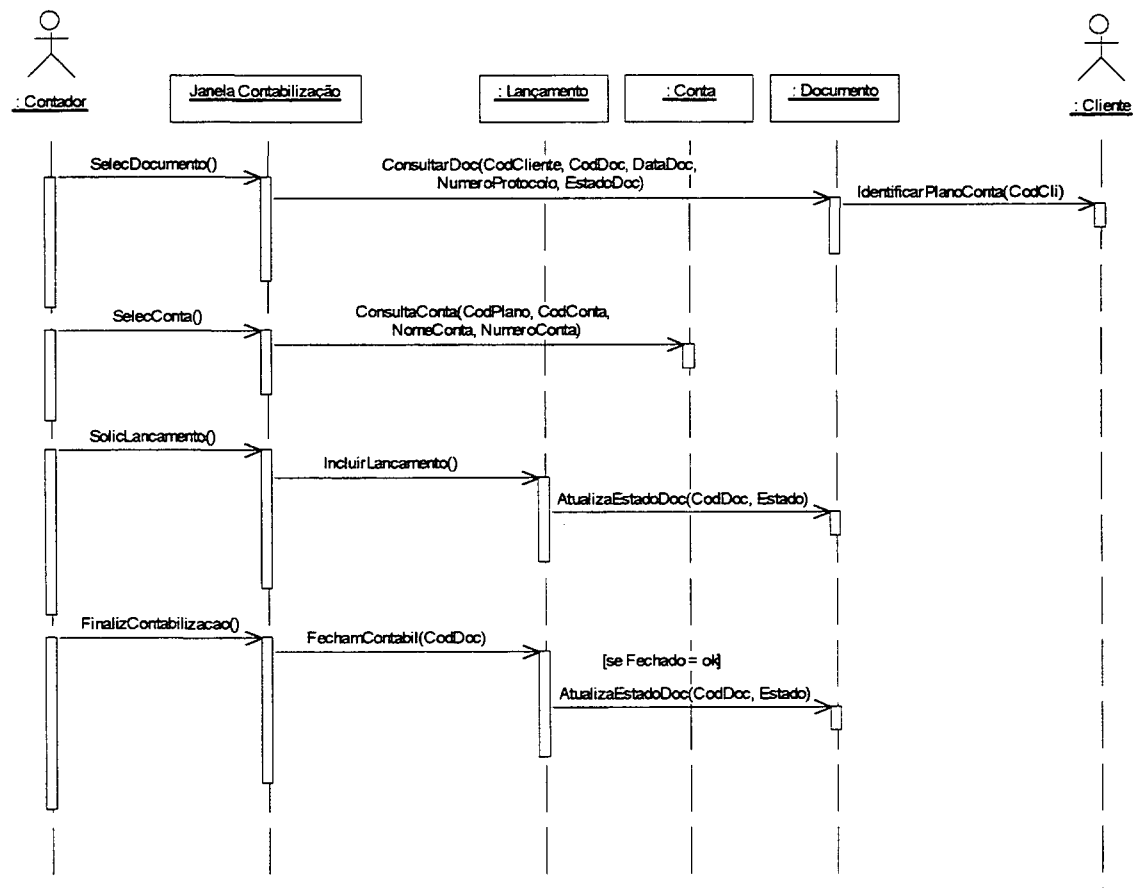 : Contador
Janela Contabilização
: Lançamento
: Conta
: Documento
: Cliente
SelecDocumento()
ConsultarDoc(CodCliente, CodDoc, DataDoc,
NumeroProtocolo, EstadoDoc)
IdentificarPlanoConta(CodCli)
SelecConta()
ConsultaConta(CodPlano, CodConta,
NomeConta, NumeroConta)
SolicLancamento()
IncluirLancamento()
AtualizaEstadoDoc(CodDoc, Estado)
FinalizContabilizacao()
FechamContabil(CodDoc)
[se Fechado = ok]
AtualizaEstadoDoc(CodDoc, Estado)